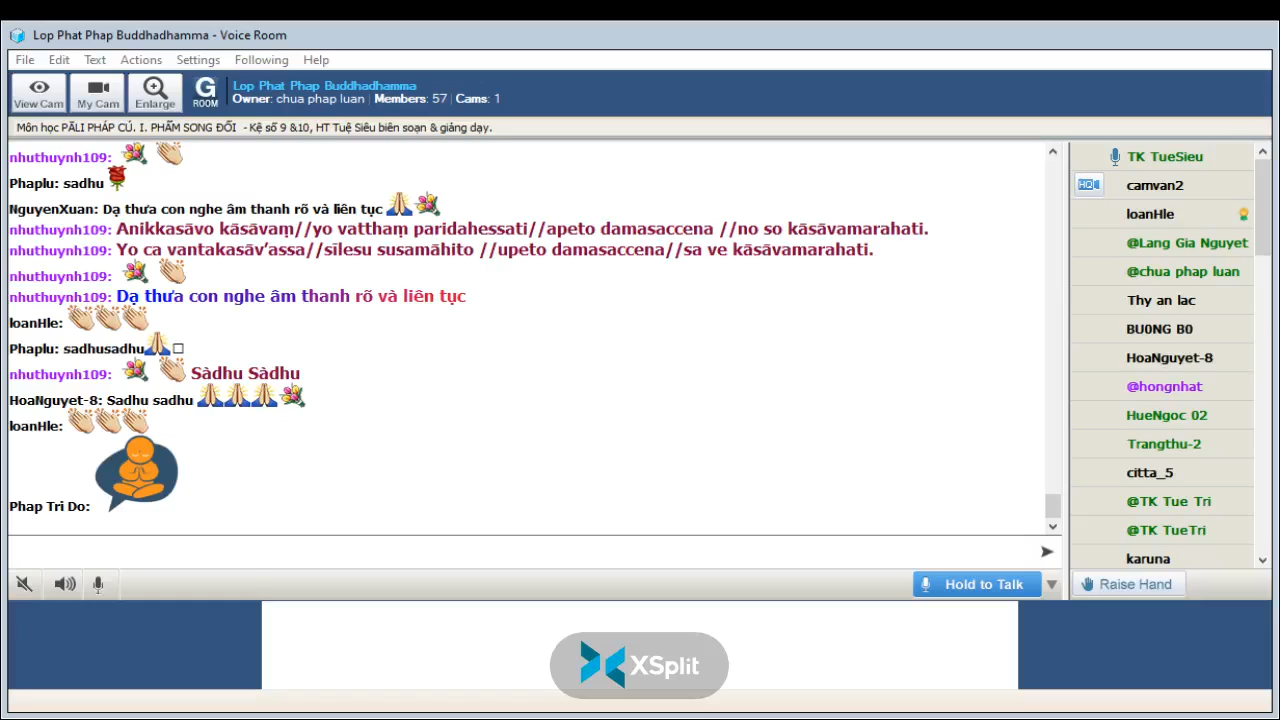 Lop Phat Phap Buddhadhamma - Voice Room
File Edit Text Actions Settings Following Help
View Cam My Cam Enlarge G ROOM
Lop Phat Phap Buddhadhamma
Owner: chua phap luan | Members: 57 | Cams: 1
Môn học PĀLI PHÁP CÚ. I. PHẨM SONG ĐỐI - Kệ số 9 &10, HT Tuệ Siêu biên soạn & giảng dạy.
nhuthuynh109:
Phaplu: sadhu
NguyenXuan: Dạ thưa con nghe âm thanh rõ và liên tục
nhuthuynh109: Anikkasāvo kāsāvaṃ//yo vatthaṃ paridahessati//apeto damasaccena //no so kāsāvamarahati.
nhuthuynh109: Yo ca vantakasāv’assa//sīlesu susamāhito //upeto damasaccena//sa ve kāsāvamarahati.
nhuthuynh109:
nhuthuynh109: Dạ thưa con nghe âm thanh rõ và liên tục
loanHle:
Phaplu: sadhusadhu
nhuthuynh109: Sàdhu Sàdhu
HoaNguyet-8: Sadhu sadhu
loanHle:
Phap Tri Do:
TK TueSieu
HQ camvan2
loanHle
@Lang Gia Nguyet
@chua phap luan
Thy an lac
BU0NG B0
HoaNguyet-8
@hongnhat
HueNgoc 02
Trangthu-2
citta_5
@TK Tue Tri
@TK TueTri
karuna
Hold to Talk
Raise Hand
XSplit